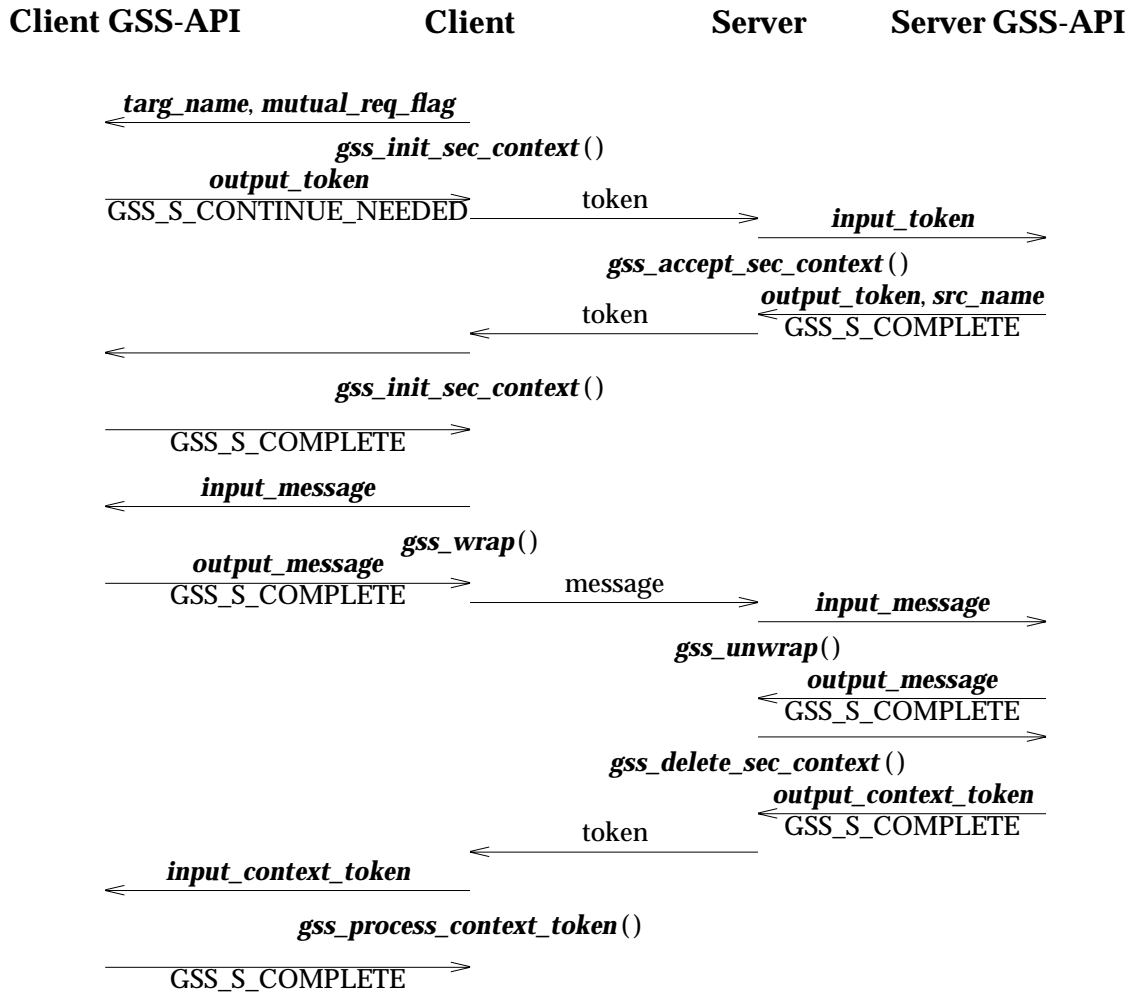 Client GSS-API Client Server Server GSS-API
targ_name, mutual_req_flag
gss_init_sec_context()
output_token
GSS_S_CONTINUE_NEEDED
token
input_token
gss_accept_sec_context()
output_token, src_name
token
GSS_S_COMPLETE
gss_init_sec_context()
GSS_S_COMPLETE
input_message
gss_wrap()
output_message
GSS_S_COMPLETE
message
input_message
gss_unwrap()
output_message
GSS_S_COMPLETE
gss_delete_sec_context()
output_context_token
GSS_S_COMPLETE
token
input_context_token
gss_process_context_token()
GSS_S_COMPLETE